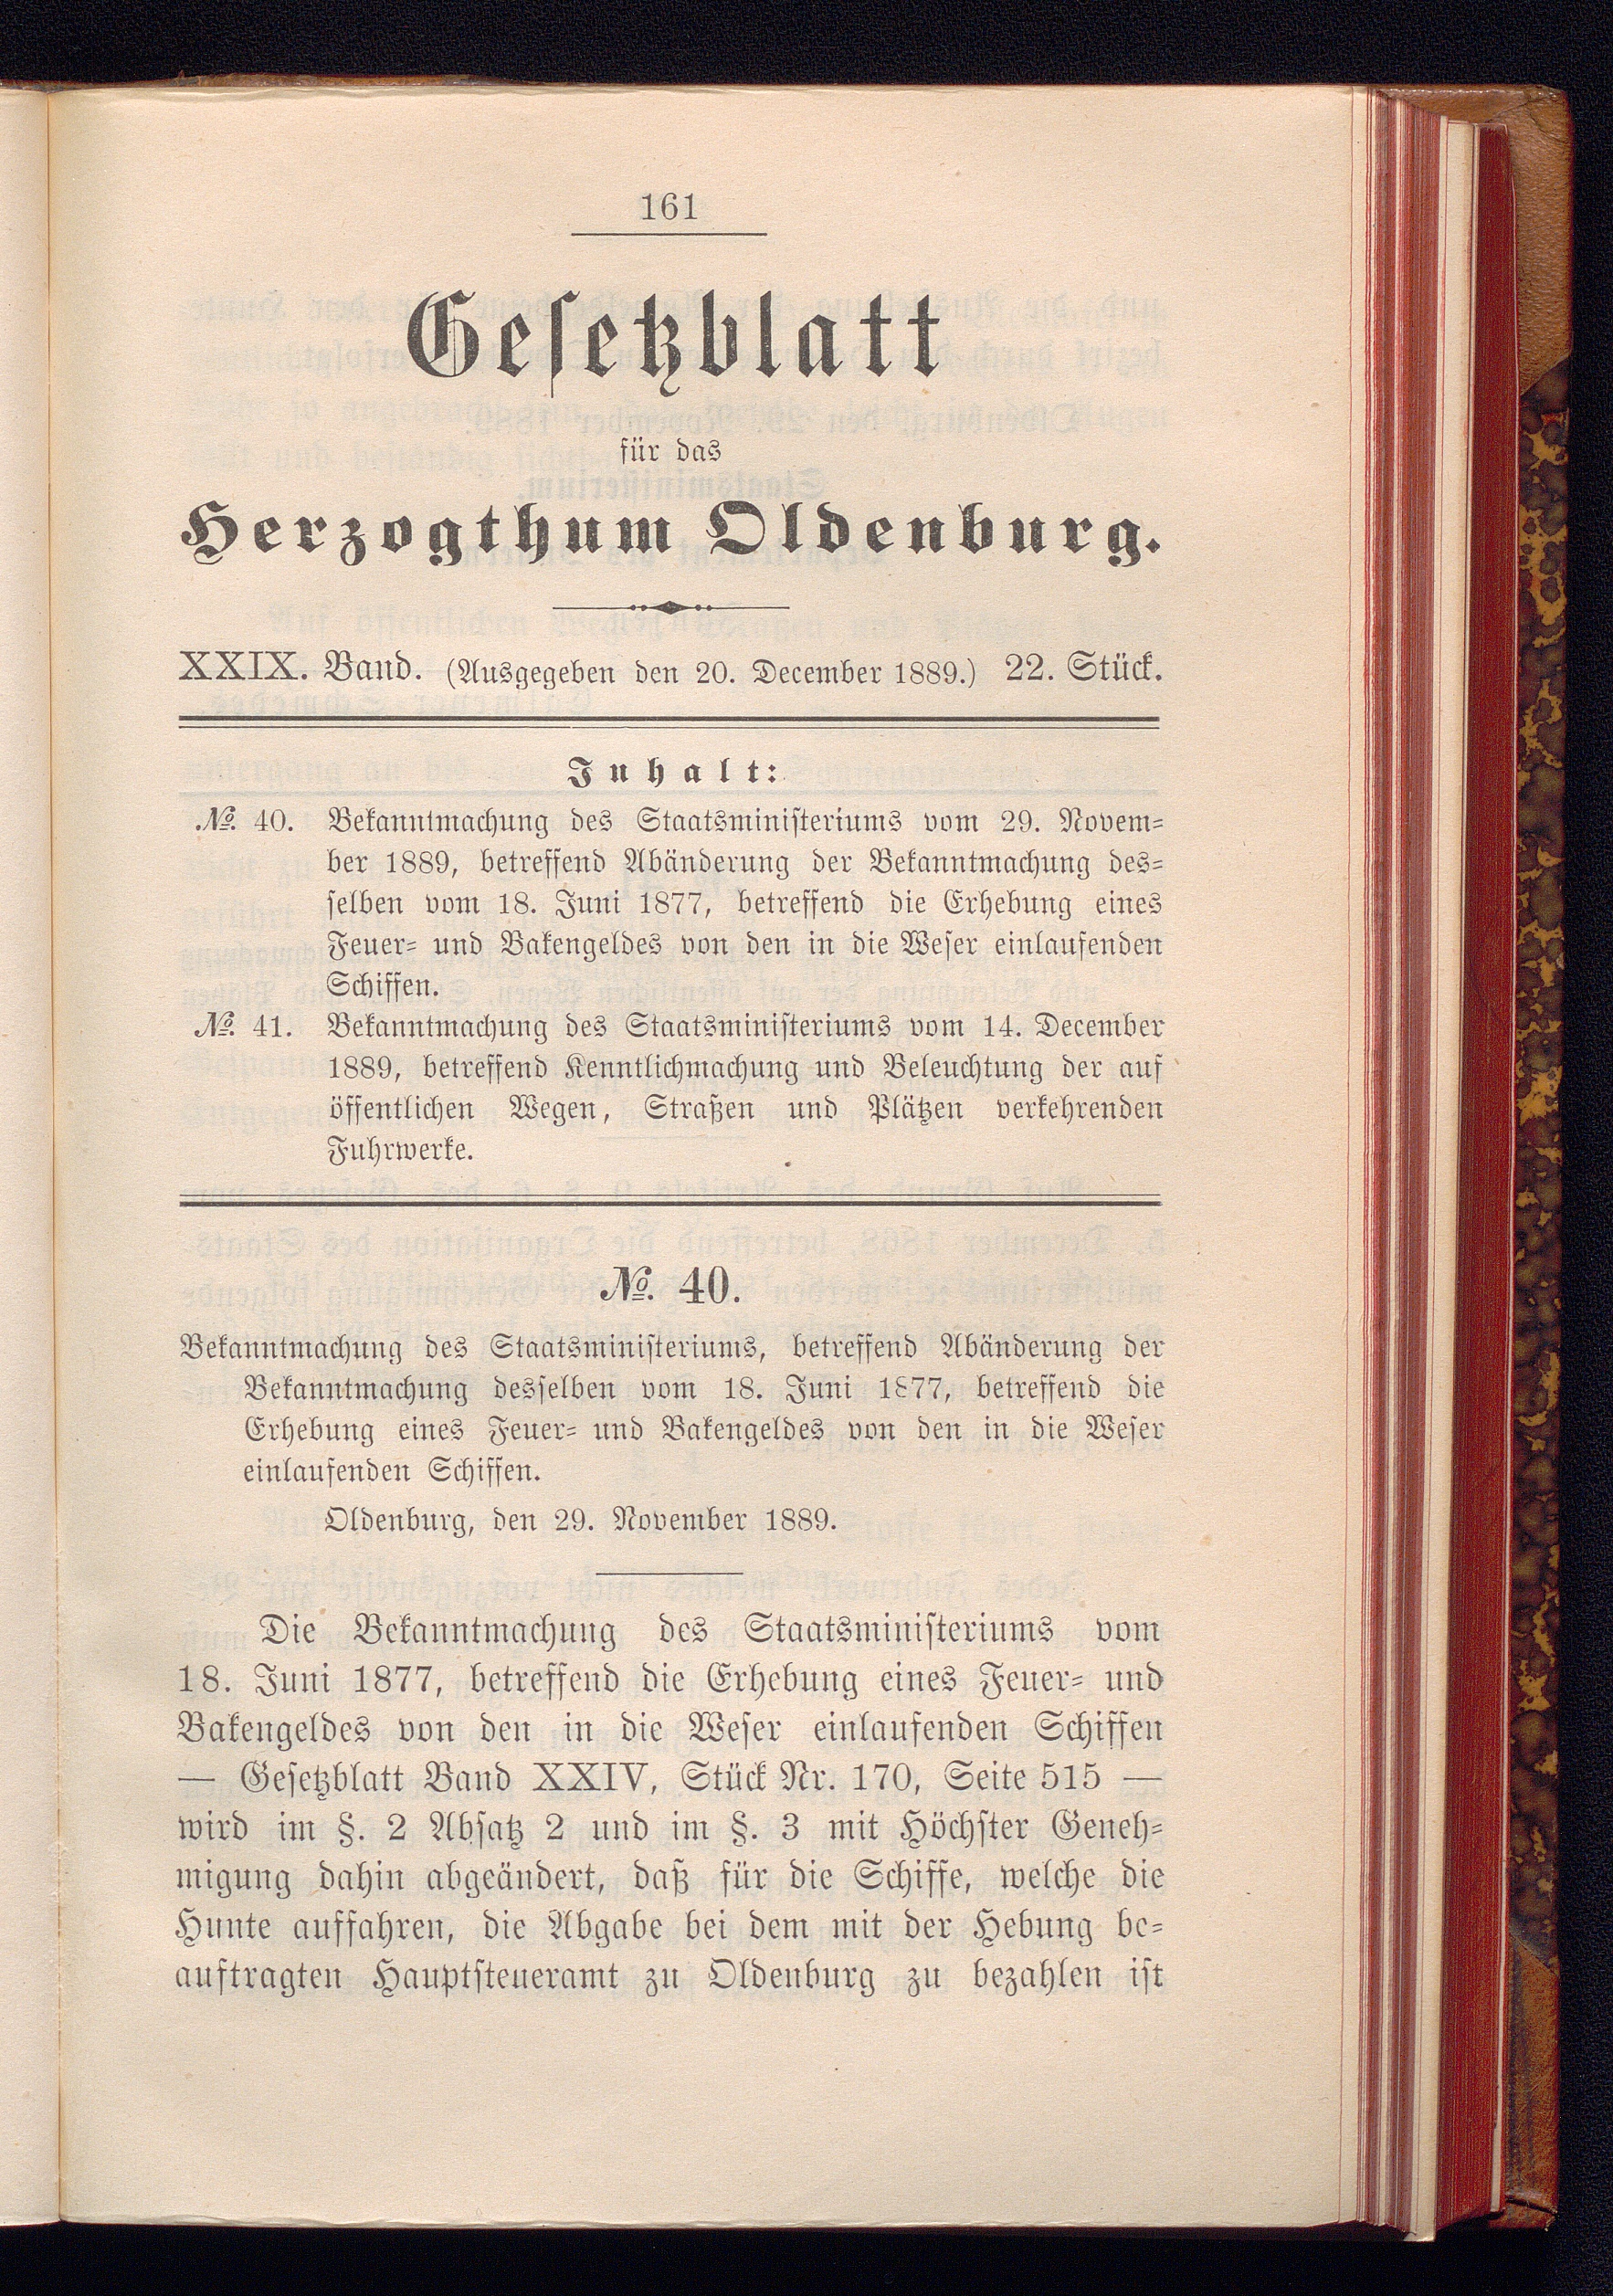 161
Gesetzblatt
für das
Herzogthum Oldenburg.
XXIX. Band. (Ausgegeben den 20. December 1889.) 22. Stück.
Inhalt:
№. 40. Bekanntmachung des Staatsministeriums vom 29. Novem-
ber 1889, betreffend Abänderung der Bekanntmachung des-
selben vom 18. Juni 1877, betreffend die Erhebung eines
Feuer- und Bakengeldes von den in die Weser einlaufenden
Schiffen.
№. 41. Bekanntmachung des Staatsministeriums vom 14. December
1889, betreffend Kenntlichmachung und Beleuchtung der auf
öffentlichen Wegen, Straßen und Plätzen verkehrenden
Fuhrwerke.
№. 40.
Bekanntmachung des Staatsministeriums, betreffend Abänderung der
Bekanntmachung desselben vom 18. Juni 1877, betreffend die
Erhebung eines Feuer- und Bakengeldes von den in die Weser
einlaufenden Schiffen.
Oldenburg, den 29. November 1889.
Die Bekanntmachung des Staatsministeriums vom
18. Juni 1877, betreffend die Erhebung eines Feuer- und
Bakengeldes von den in die Weser einlaufenden Schiffen
— Gesetzblatt Band XXIV, Stück Nr. 170, Seite 515 —
wird im §. 2 Absatz 2 und im §. 3 mit Höchster Geneh-
migung dahin abgeändert, daß für die Schiffe, welche die
Hunte auffahren, die Abgabe bei dem mit der Hebung be-
auftragten Hauptsteueramt zu Oldenburg zu bezahlen ist